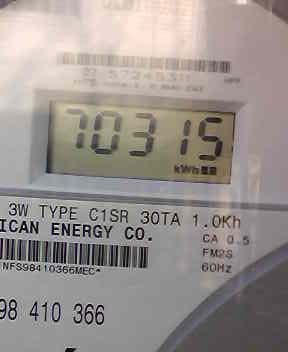 70315
kWh
3W TYPE C1SR 30TA 1.0Kh
ICAN ENERGY CO.
CA 0.5
FM2S
60Hz
*NFS98410366MEC*
98 410 366